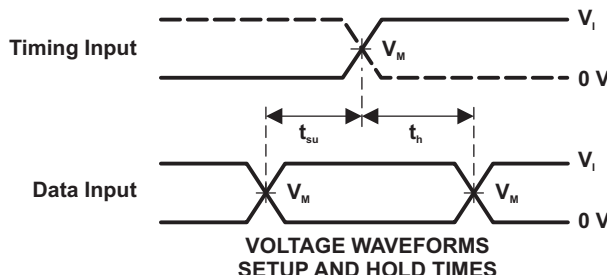 V_I
Timing Input
V_M
0 V
t_su
t_h
V_I
Data Input
V_M
V_M
0 V
VOLTAGE WAVEFORMS
SETUP AND HOLD TIMES